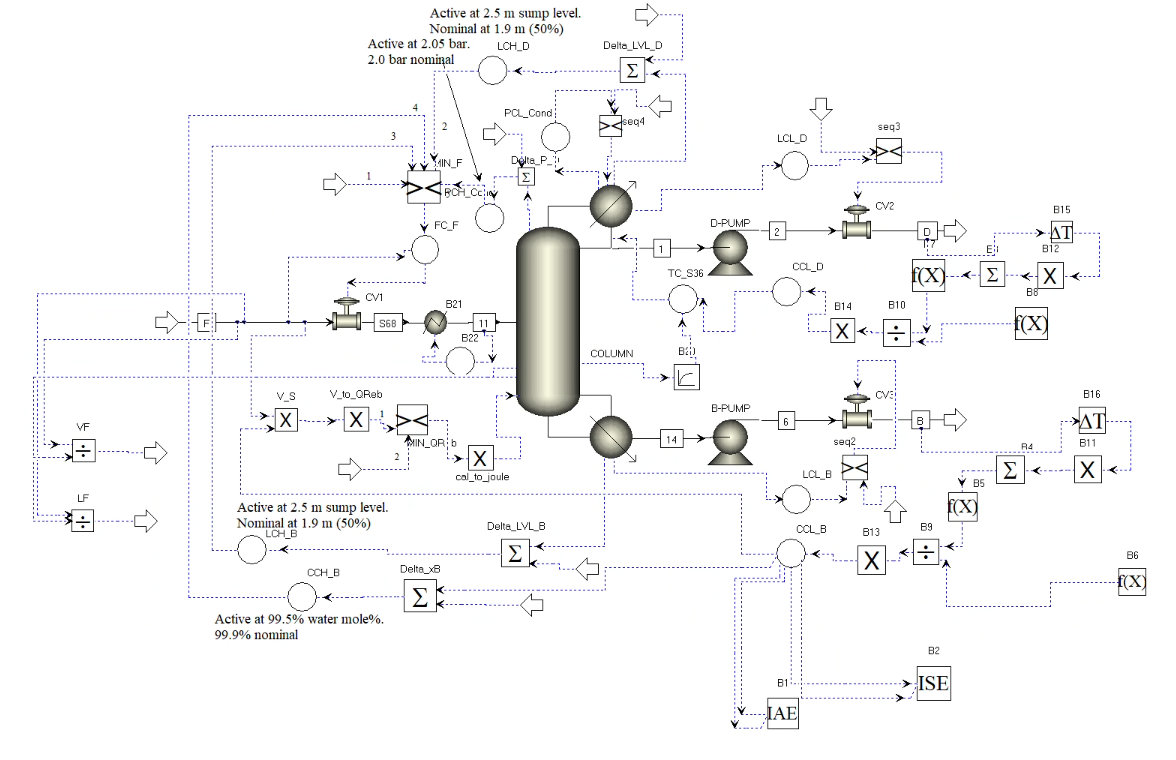 Active at 2.5 m sump level.
Nominal at 1.9 m (50%)
Active at 2.05 bar.
2.0 bar nominal
LCH_D
Delta_LVL_D
Σ
PCL_Cond
seq4
4
2
3
LCL_D
seq3
Delta_P_
Σ
MIN_F
1
FC_F
CV2
D-PUMP
2
D
B15
ΔT
1
E
B12
f(X)
Σ
X
TC_S36
CCL_D
B8
B14
B10
f(X)
X
÷
CV1
B21
F
S68
11
B22
COLUMN
V_S
V_to_QReb
X
X
1
2
cal_to_joule
X
B-PUMP
14
6
B
seq2
B16
ΔT
B11
Σ
X
VF
÷
LF
÷
LCL_B
B5
f(X)
Active at 2.5 m sump level.
Nominal at 1.9 m (50%)
LCH_B
Delta_LVL_B
Σ
CCL_B
B13
X
B9
÷
B6
f(X)
CCH_B
Delta_xB
Σ
Active at 99.5% water mole%.
99.9% nominal
B2
ISE
B1
IAE